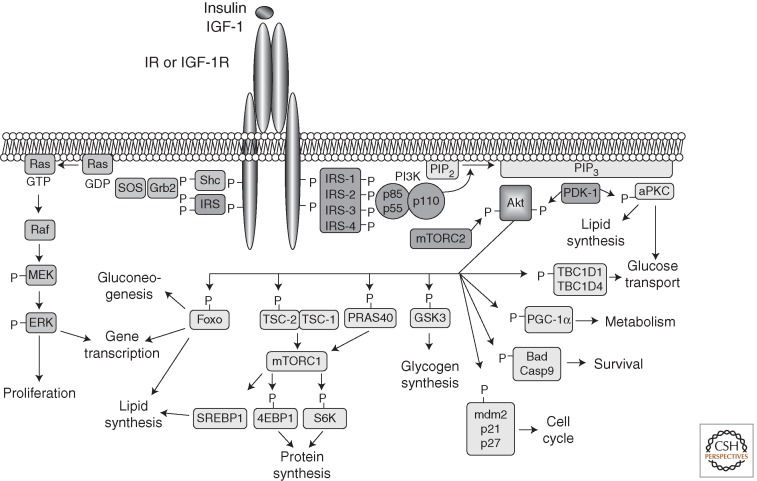 Insulin
IGF-1
IR or IGF-1R
Ras
Ras
GTP
GDP
SOS
Grb2
P
Shc
P
P
P
IRS
P
P
P
IRS-1
IRS-2
IRS-3
IRS-4
P
P
P
P
PI3K
p85
p55
p110
PIP2
PIP3
mTORC2
P
Akt
P
PDK-1
P
aPKC
Lipid
synthesis
Glucose
transport
Raf
P
MEK
P
ERK
Proliferation
Gluconeo-
genesis
Gene
transcription
Lipid
synthesis
P
Foxo
P
TSC-2
TSC-1
P
PRAS40
P
GSK3
Glycogen
synthesis
mTORC1
SREBP1
P
4EBP1
P
S6K
Protein
synthesis
P
TBC1D1
TBC1D4
P
PGC-1α
Metabolism
P
Bad
Casp9
Survival
P
mdm2
p21
p27
Cell
cycle
CSH
PERSPECTIVES